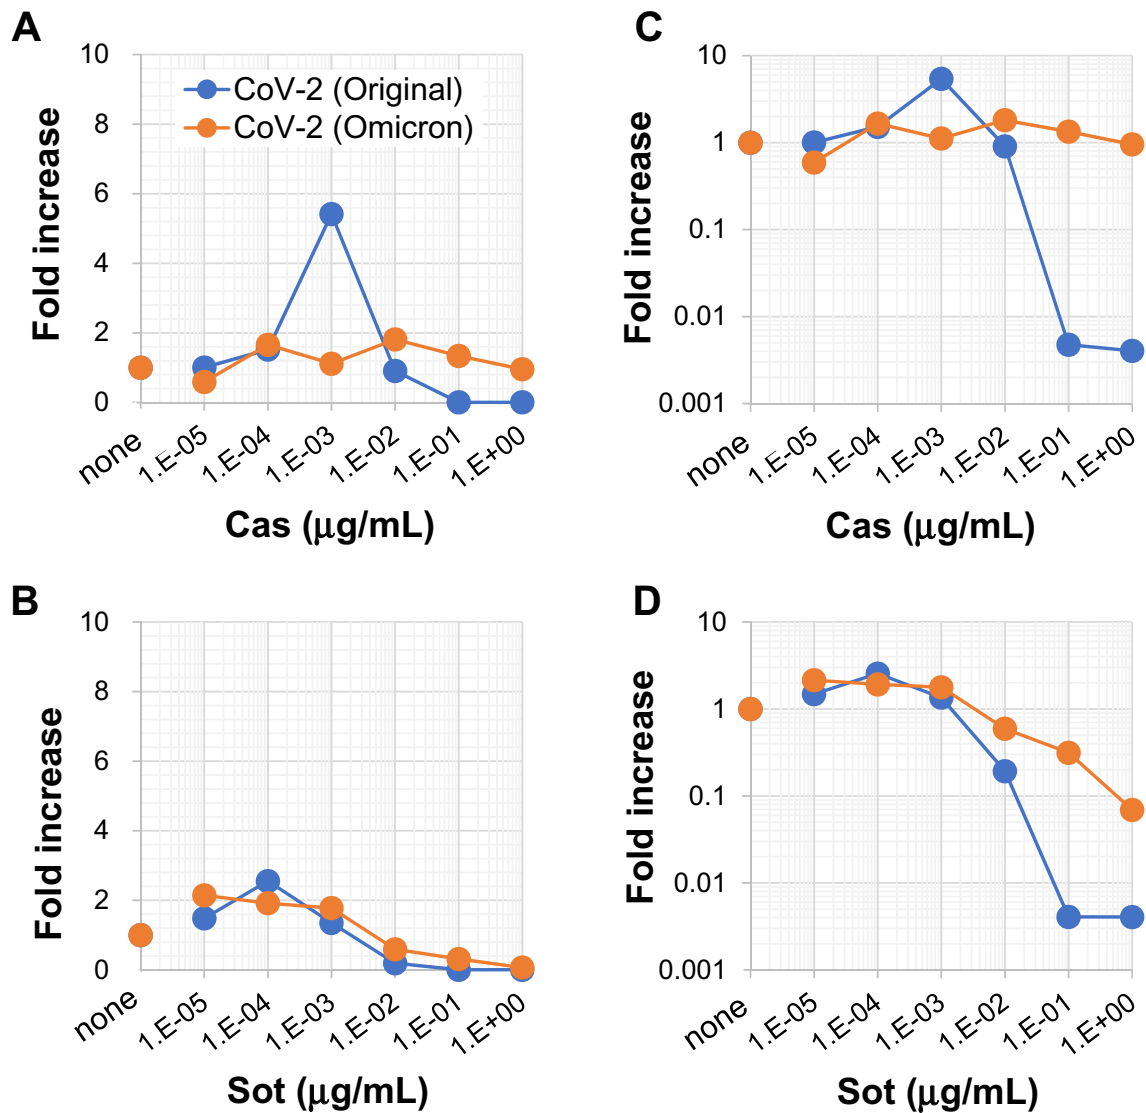 A
Fold increase
10
8
6
4
2
0
CoV-2 (Original)
CoV-2 (Omicron)
none
1.E-05
1.E-04
1.E-03
1.E-02
1.E-01
1.E+00
Cas (μg/mL)
C
Fold increase
10
1
0.1
0.01
0.001
none
1.E-05
1.E-04
1.E-03
1.E-02
1.E-01
1.E+00
Cas (μg/mL)
B
Fold increase
10
8
6
4
2
0
none
1.E-05
1.E-04
1.E-03
1.E-02
1.E-01
1.E+00
Sot (μg/mL)
D
Fold increase
10
1
0.1
0.01
0.001
none
1.E-05
1.E-04
1.E-03
1.E-02
1.E-01
1.E+00
Sot (μg/mL)